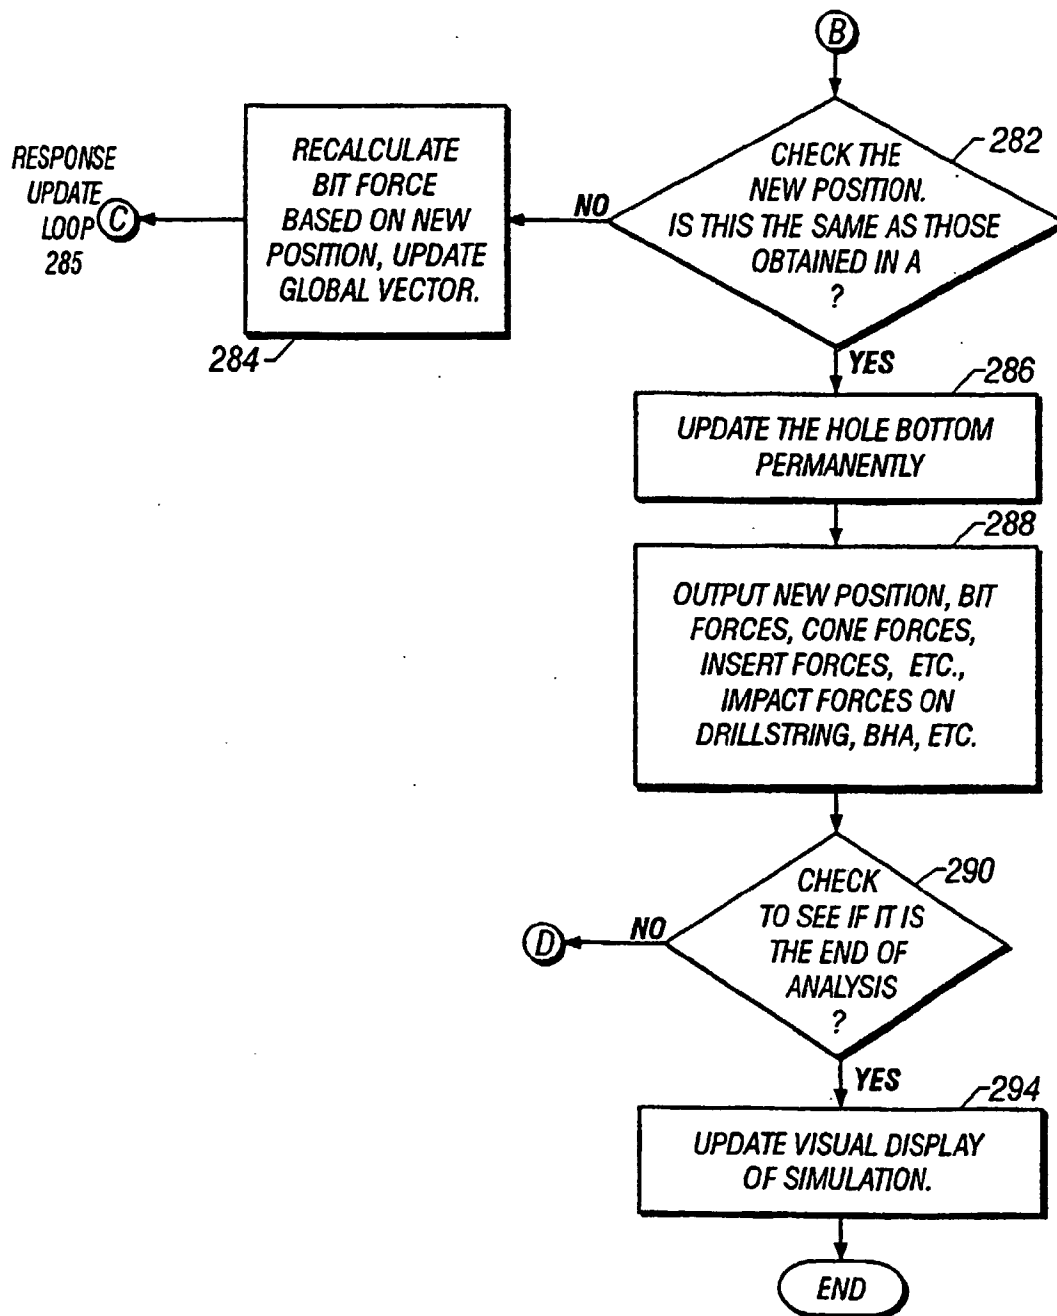 B
282
CHECK THE
NEW POSITION.
IS THIS THE SAME AS THOSE
OBTAINED IN A
?
NO
RECALCULATE
BIT FORCE
BASED ON NEW
POSITION, UPDATE
GLOBAL VECTOR.
284
RESPONSE
UPDATE
LOOP
285
C
YES
286
UPDATE THE HOLE BOTTOM
PERMANENTLY
288
OUTPUT NEW POSITION, BIT
FORCES, CONE FORCES,
INSERT FORCES, ETC.,
IMPACT FORCES ON
DRILLSTRING, BHA, ETC.
290
CHECK
TO SEE IF IT IS
THE END OF
ANALYSIS
?
NO
D
YES
294
UPDATE VISUAL DISPLAY
OF SIMULATION.
END